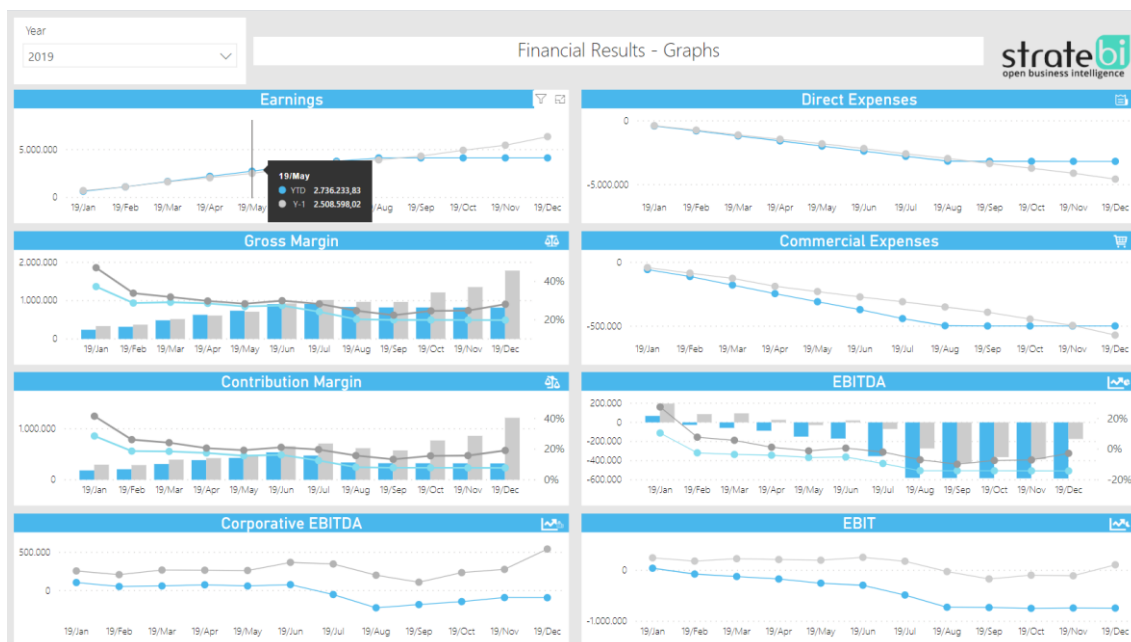 Year
2019
Financial Results - Graphs
stratebi
open business intelligence
Earnings
5.000.000
0
19/May
YTD 2.736.233,83
Y-1 2.508.598,02
19/Jan 19/Feb 19/Mar 19/Apr 19/May 19/Aug 19/Sep 19/Oct 19/Nov 19/Dec
Direct Expenses
0
-5.000.000
19/Jan 19/Feb 19/Mar 19/Apr 19/May 19/Jun 19/Jul 19/Aug 19/Sep 19/Oct 19/Nov 19/Dec
Gross Margin
2.000.000
40%
1.000.000
20%
0
19/Jan 19/Feb 19/Mar 19/Apr 19/May 19/Jun 19/Jul 19/Aug 19/Sep 19/Oct 19/Nov 19/Dec
Commercial Expenses
0
-500.000
19/Jan 19/Feb 19/Mar 19/Apr 19/May 19/Jun 19/Jul 19/Aug 19/Sep 19/Oct 19/Nov 19/Dec
Contribution Margin
40%
1.000.000
20%
0
0%
19/Jan 19/Feb 19/Mar 19/Apr 19/May 19/Jun 19/Jul 19/Aug 19/Sep 19/Oct 19/Nov 19/Dec
EBITDA
200.000
20%
0
-200.000
0%
-400.000
-600.000
-20%
19/Jan 19/Feb 19/Mar 19/Apr 19/May 19/Jun 19/Jul 19/Aug 19/Sep 19/Oct 19/Nov 19/Dec
Corporative EBITDA
500.000
0
19/Jan 19/Feb 19/Mar 19/Apr 19/May 19/Jun 19/Jul 19/Aug 19/Sep 19/Oct 19/Nov 19/Dec
EBIT
0
-1.000.000
19/Jan 19/Feb 19/Mar 19/Apr 19/May 19/Jun 19/Jul 19/Aug 19/Sep 19/Oct 19/Nov 19/Dec